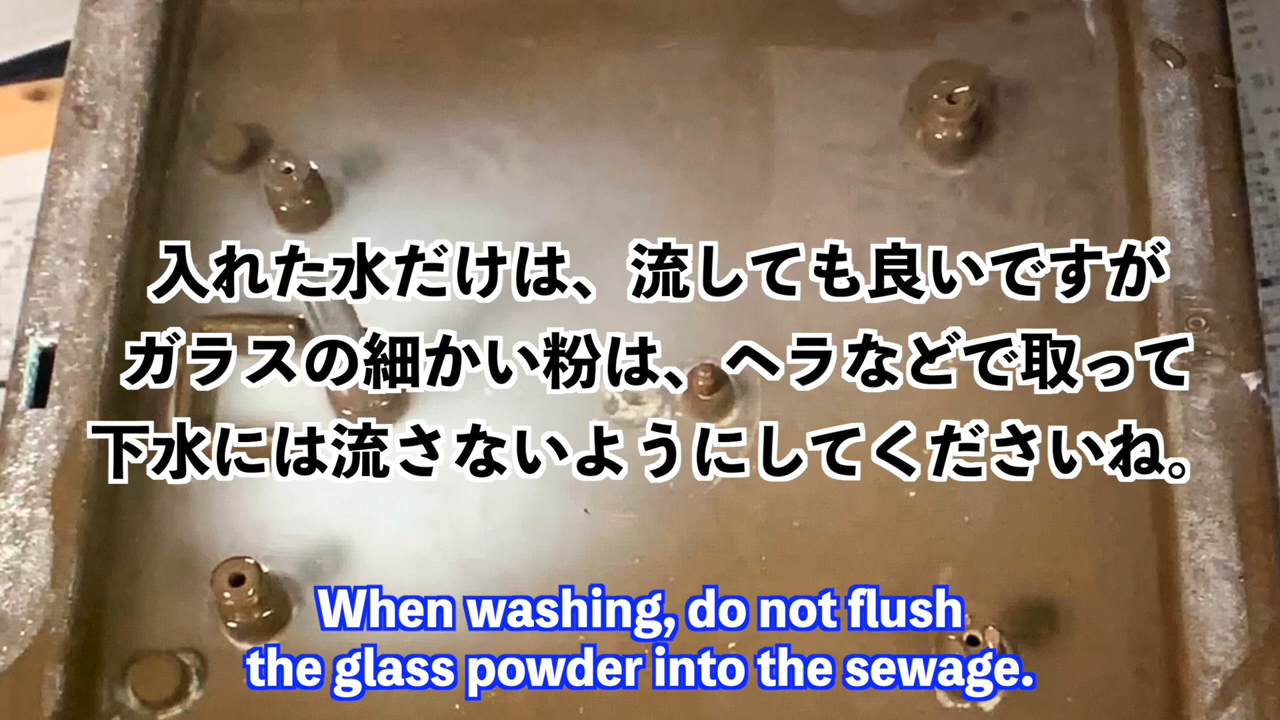 入れた水だけは、流しても良いですが
ガラスの細かい粉は、ヘラなどで取って
下水には流さないようにしてくださいね。
When washing, do not flush
the glass powder into the sewage.